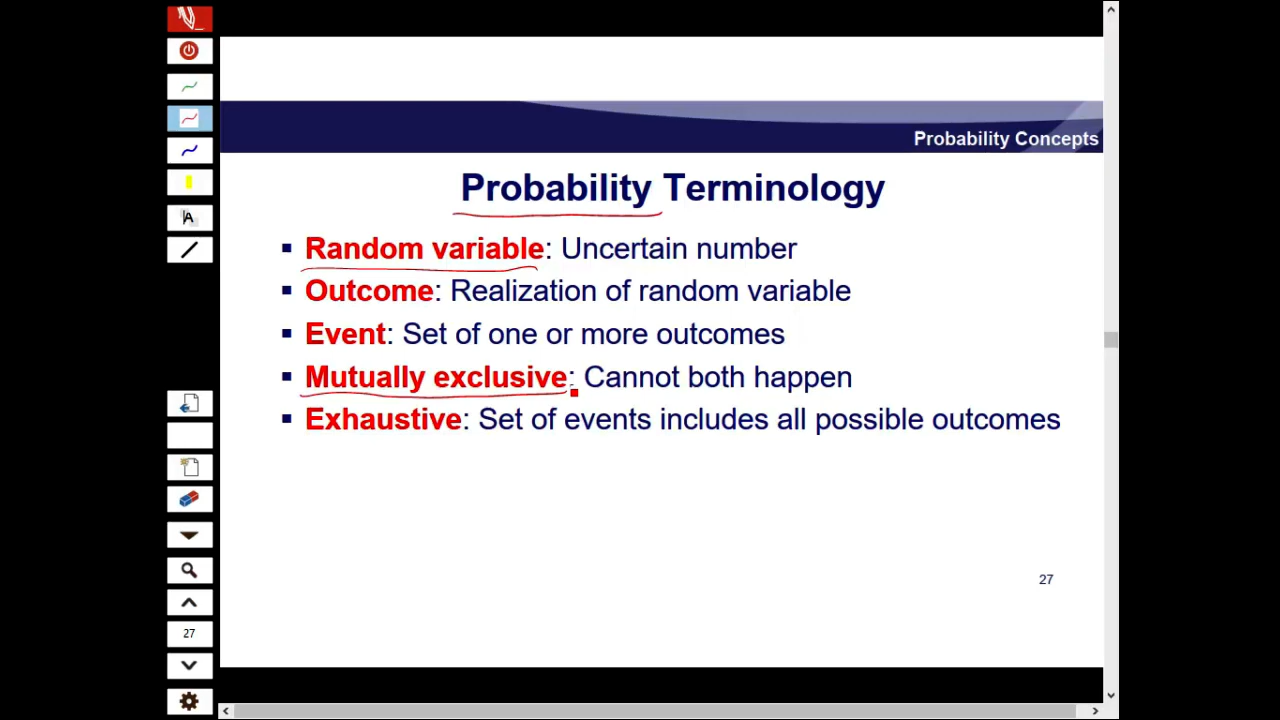 Probability Concepts
Probability Terminology
▪ Random variable: Uncertain number
▪ Outcome: Realization of random variable
▪ Event: Set of one or more outcomes
▪ Mutually exclusive: Cannot both happen
▪ Exhaustive: Set of events includes all possible outcomes
27
A
27